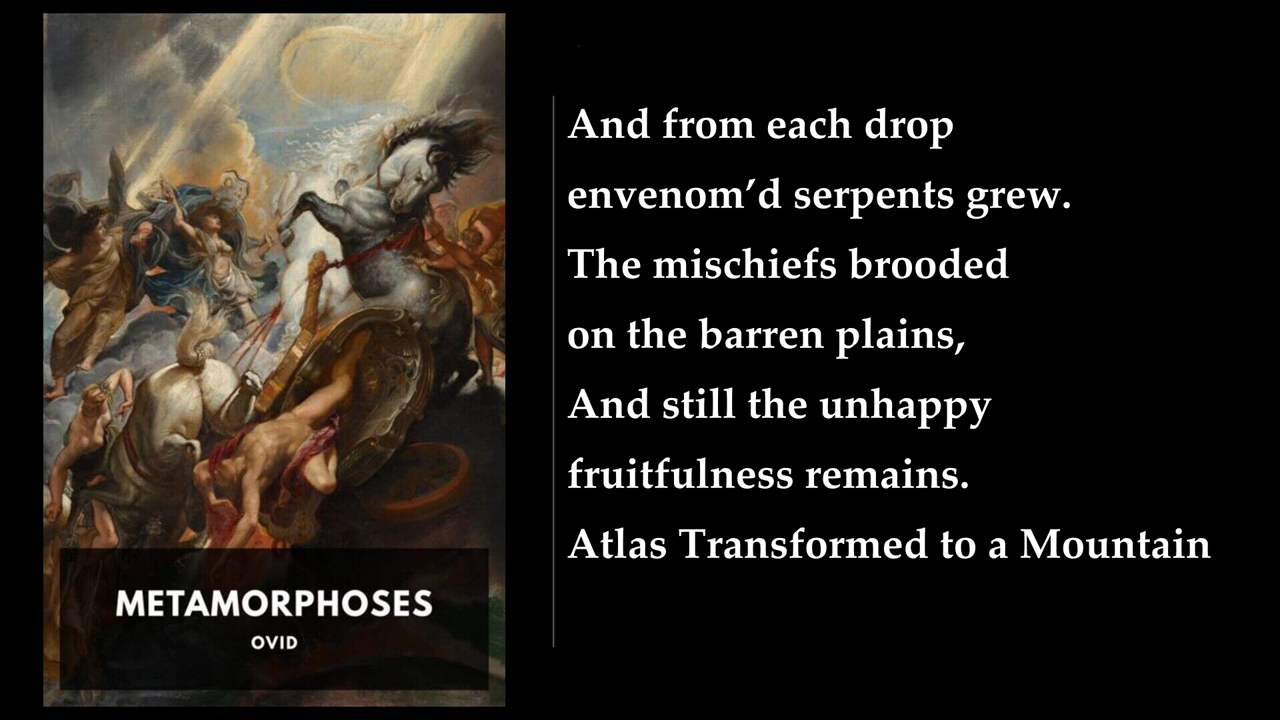 METAMORPHOSES
OVID
And from each drop
envenom’d serpents grew.
The mischiefs brooded
on the barren plains,
And still the unhappy
fruitfulness remains.
Atlas Transformed to a Mountain